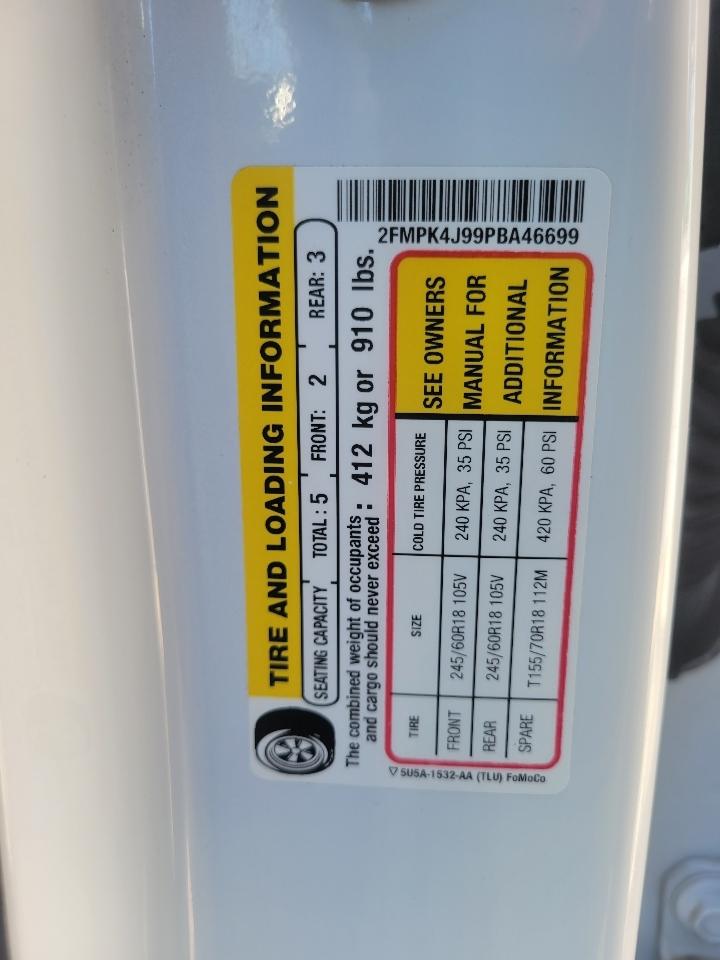 TIRE AND LOADING INFORMATION
SEATING CAPACITY TOTAL : 5 FRONT: 2 REAR: 3
The combined weight of occupants
and cargo should never exceed : 412 kg or 910 lbs.
TIRE SIZE COLD TIRE PRESSURE
FRONT 245/60R18 105V 240 KPA, 35 PSI
REAR 245/60R18 105V 240 KPA, 35 PSI
SPARE T155/70R18 112M 420 KPA, 60 PSI
SEE OWNERS
MANUAL FOR
ADDITIONAL
INFORMATION
5U5A-1532-AA (TLU) FoMoCo
2FMPK4J99PBA46699